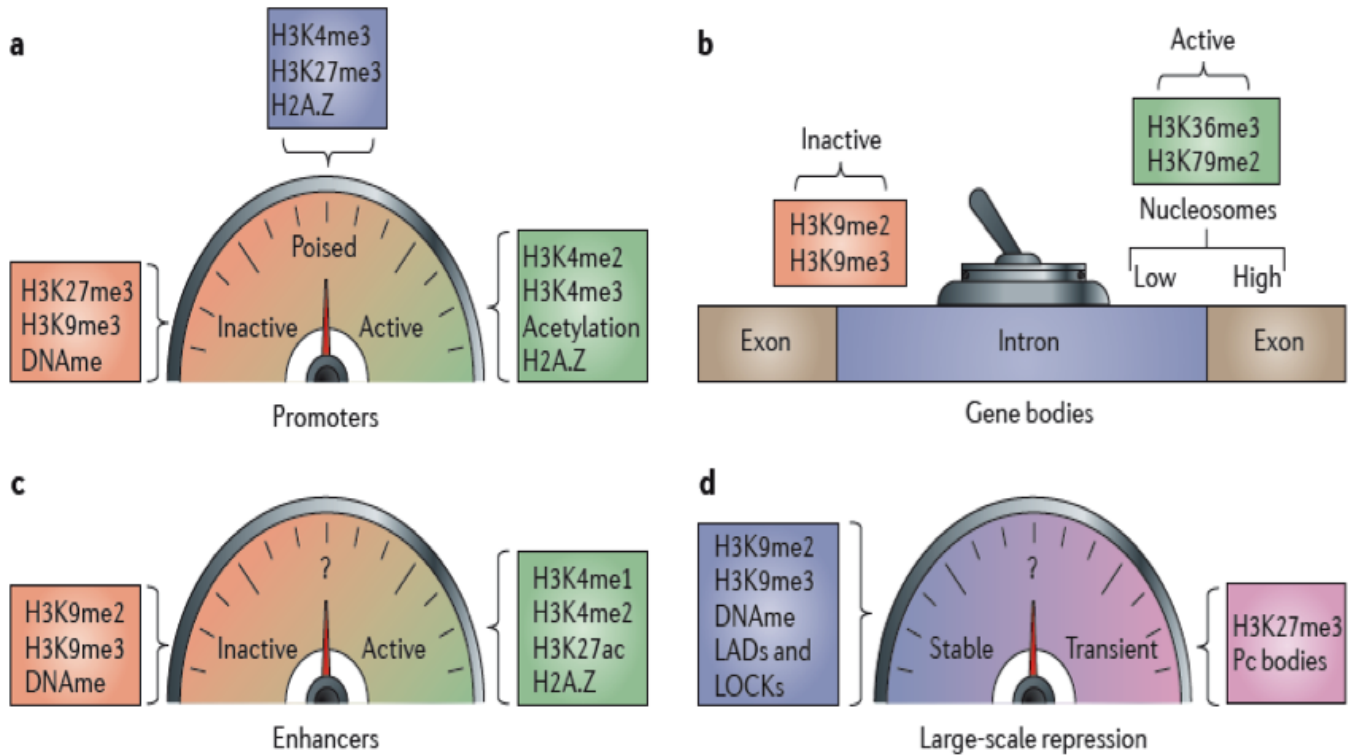 a
H3K4me3
H3K27me3
H2A.Z
Poised
Inactive
Active
H3K27me3
H3K9me3
DNAme
H3K4me2
H3K4me3
Acetylation
H2A.Z
Promoters
b
Active
H3K36me3
H3K79me2
Inactive
H3K9me2
H3K9me3
Nucleosomes
Low High
Exon Intron Exon
Gene bodies
c
?
Inactive
Active
H3K9me2
H3K9me3
DNAme
H3K4me1
H3K4me2
H3K27ac
H2A.Z
Enhancers
d
H3K9me2
H3K9me3
DNAme
LADs and
LOCKs
?
Stable
Transient
H3K27me3
Pc bodies
Large-scale repression